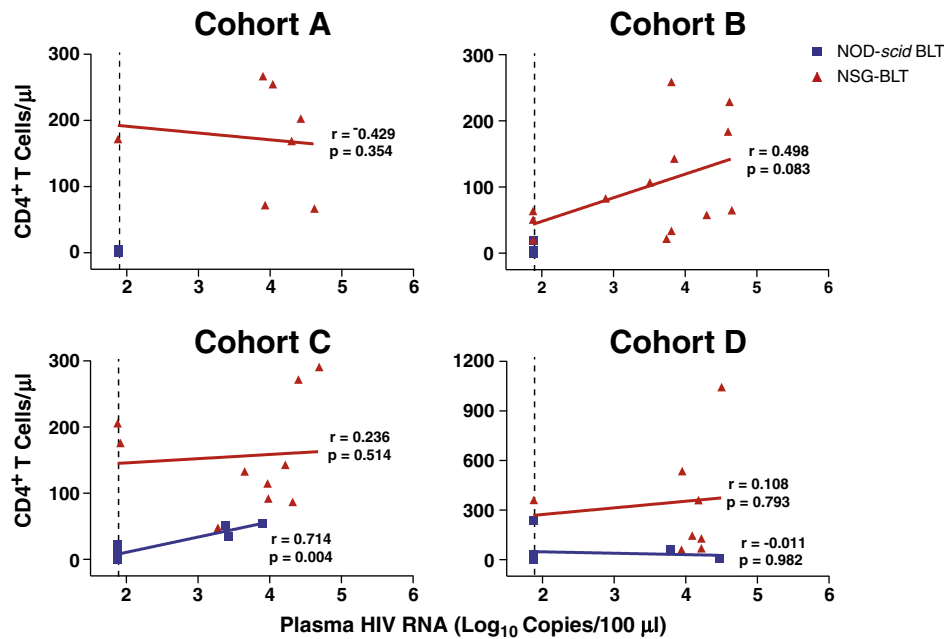 Cohort A
Cohort B
NOD-scid BLT
NSG-BLT
CD4+ T Cells/µl
300
200
100
0
r = -0.429
p = 0.354
2 3 4 5 6
300
200
100
0
r = 0.498
p = 0.083
2 3 4 5 6
Cohort C
Cohort D
CD4+ T Cells/µl
300
200
100
0
r = 0.236
p = 0.514
r = 0.714
p = 0.004
2 3 4 5 6
1200
900
600
300
0
r = 0.108
p = 0.793
r = -0.011
p = 0.982
2 3 4 5 6
Plasma HIV RNA (Log10 Copies/100 µl)